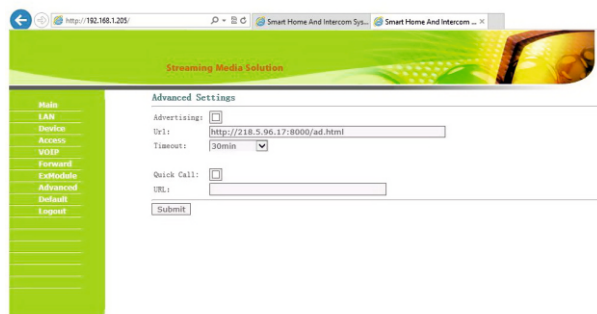 http://192.168.1.205/
Smart Home And Intercom Sys...
Smart Home And Intercom ...
Streaming Media Solution
Main
LAN
Device
Access
VOIP
Forward
ExModule
Advanced
Default
Logout
Advanced Settings
Advertising:
Url: http://218.5.96.17:8000/ad.html
Timeout: 30min
Quick Call:
URL:
Submit